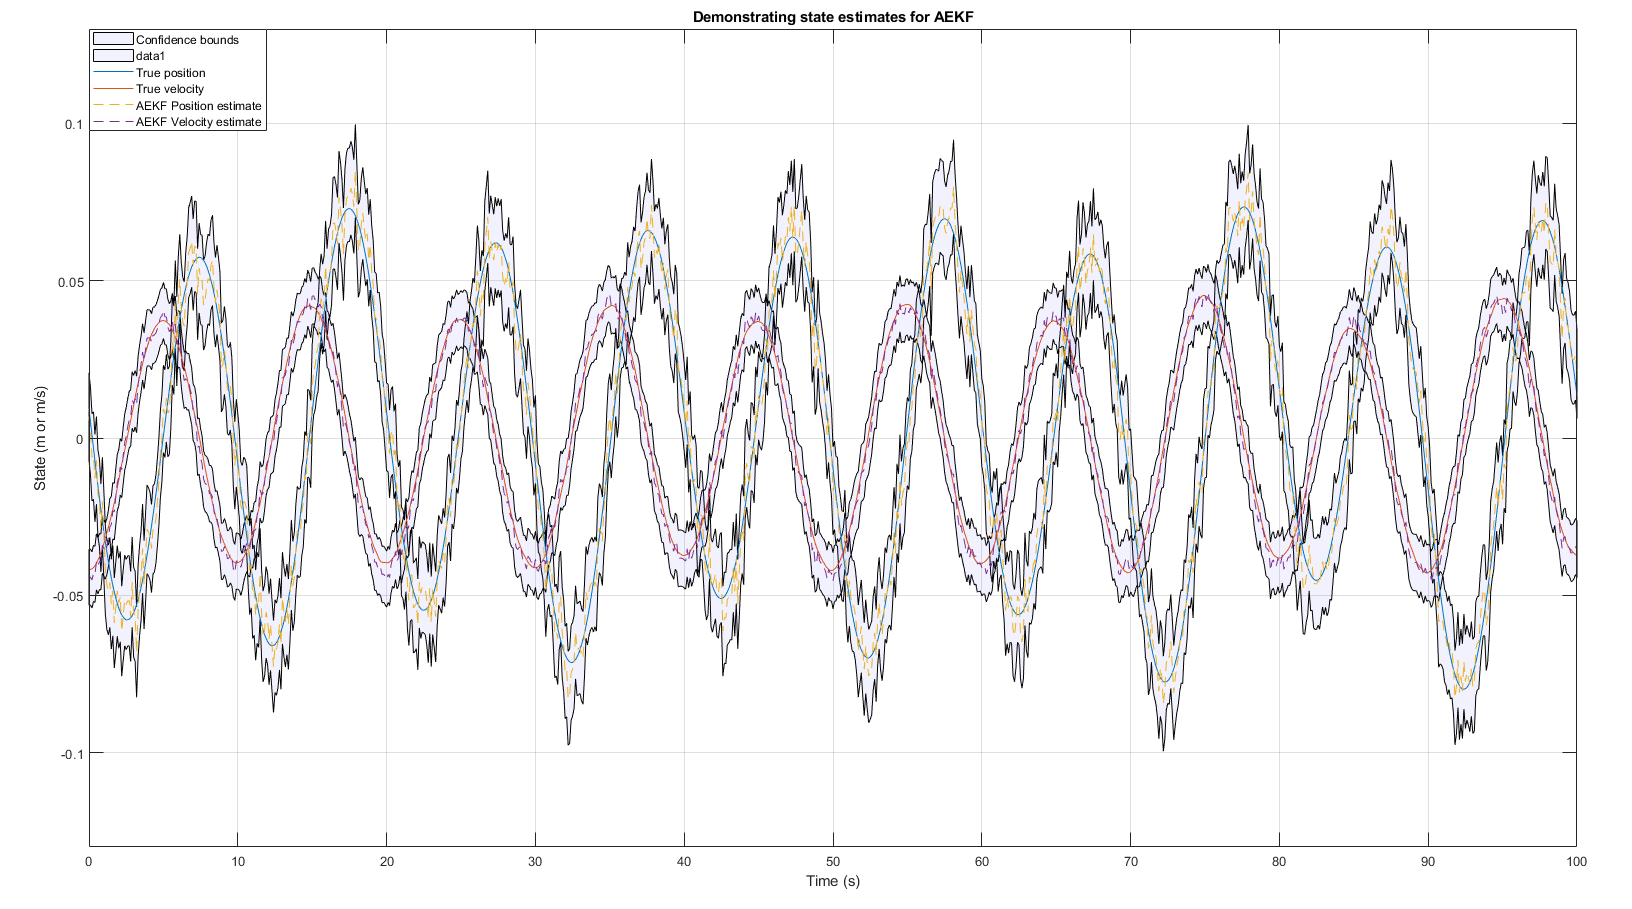 Demonstrating state estimates for AEKF
Confidence bounds
data1
True position
True velocity
AEKF Position estimate
AEKF Velocity estimate
0.1
0.05
0
-0.05
-0.1
State (m or m/s)
0 10 20 30 40 50 60 70 80 90 100
Time (s)